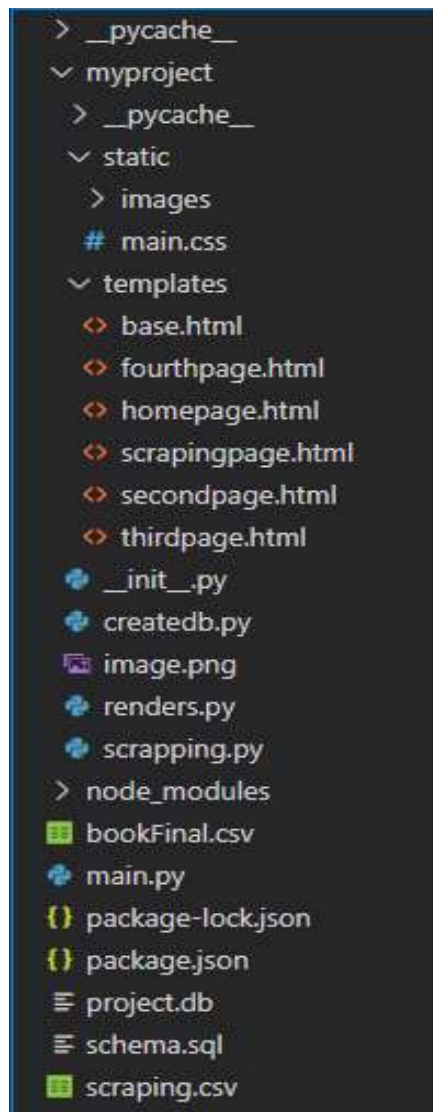 __pycache__
myproject
__pycache__
static
images
# main.css
templates
<> base.html
<> fourthpage.html
<> homepage.html
<> scrapingpage.html
<> secondpage.html
<> thirdpage.html
__init__.py
createdb.py
image.png
renders.py
scrapping.py
node_modules
bookFinal.csv
main.py
{} package-lock.json
{} package.json
project.db
schema.sql
scraping.csv